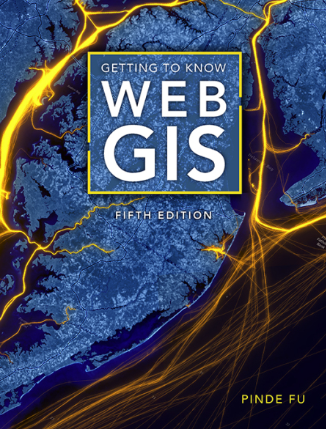 GETTING TO KNOW
WEB
GIS
FIFTH EDITION
PINDE FU